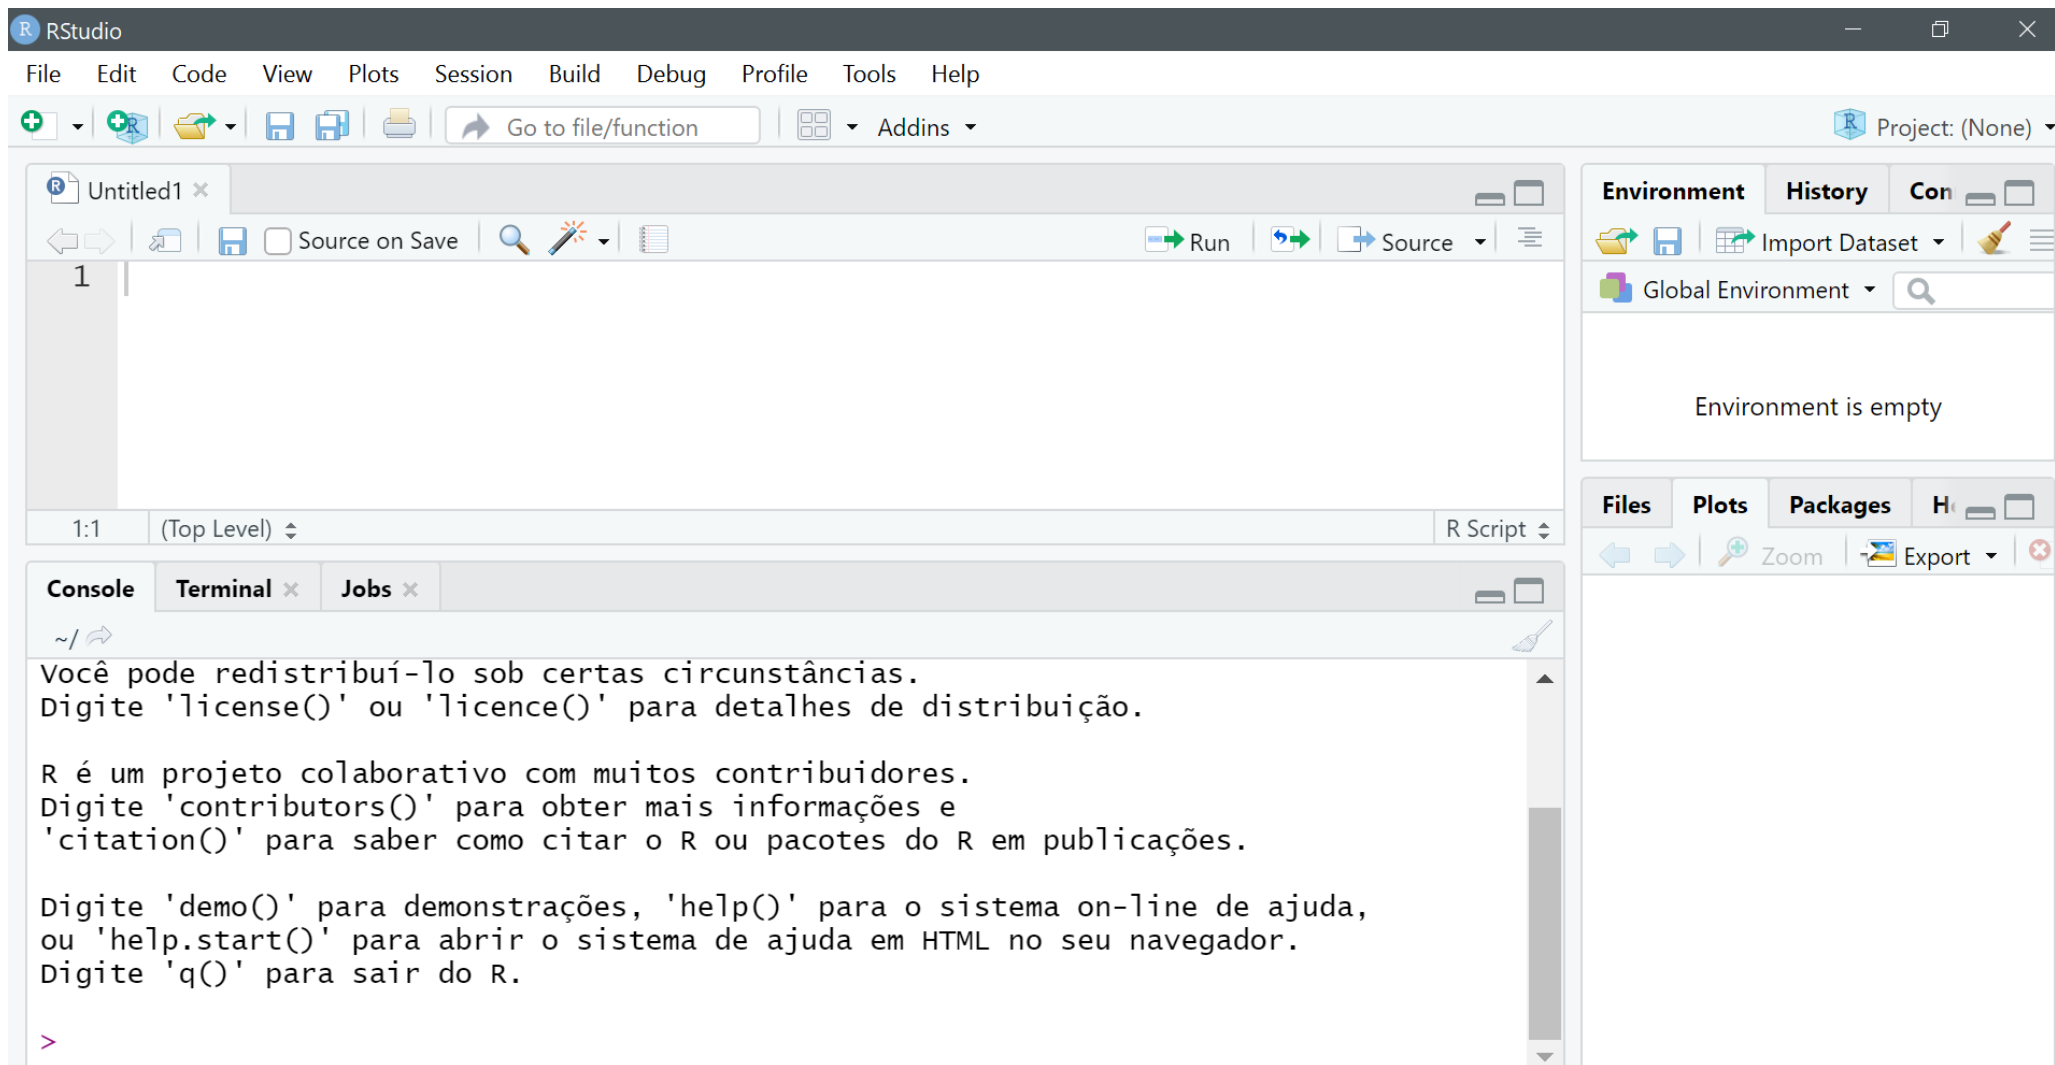 RStudio
File Edit Code View Plots Session Build Debug Profile Tools Help
Go to file/function Addins Project: (None)
Untitled1
Source on Save Run Source
1
1:1 (Top Level) R Script
Console Terminal Jobs
~/
Você pode redistribuí-lo sob certas circunstâncias.
Digite 'license()' ou 'licence()' para detalhes de distribuição.
R é um projeto colaborativo com muitos contribuidores.
Digite 'contributors()' para obter mais informações e
'citation()' para saber como citar o R ou pacotes do R em publicações.
Digite 'demo()' para demonstrações, 'help()' para o sistema on-line de ajuda,
ou 'help.start()' para abrir o sistema de ajuda em HTML no seu navegador.
Digite 'q()' para sair do R.
>
Environment History Con
Import Dataset
Global Environment
Environment is empty
Files Plots Packages H
Zoom Export